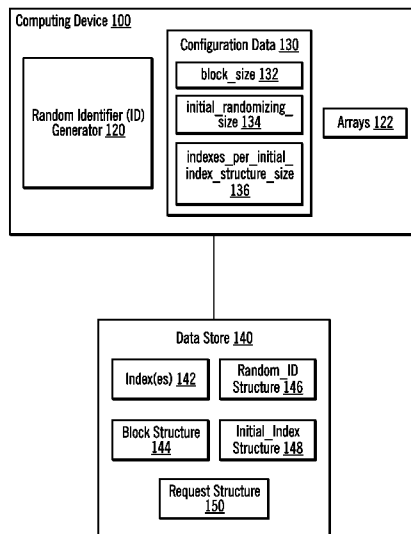 Computing Device 100
Random Identifier (ID)
Generator 120
Configuration Data 130
block_size 132
initial_randomizing_
size 134
indexes_per_initial_
index_structure_size
136
Arrays 122
Data Store 140
Index(es) 142
Random_ID
Structure 146
Block Structure
144
Initial_Index
Structure 148
Request Structure
150